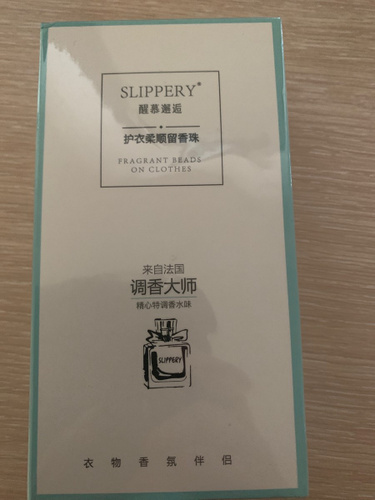 SLIPPERY®
醒慕邂逅
护衣柔顺留香珠
FRAGRANT BEADS
ON CLOTHES
来自法国
调香大师
精心特调香水味
SLIPPERY
衣物香氛伴侣